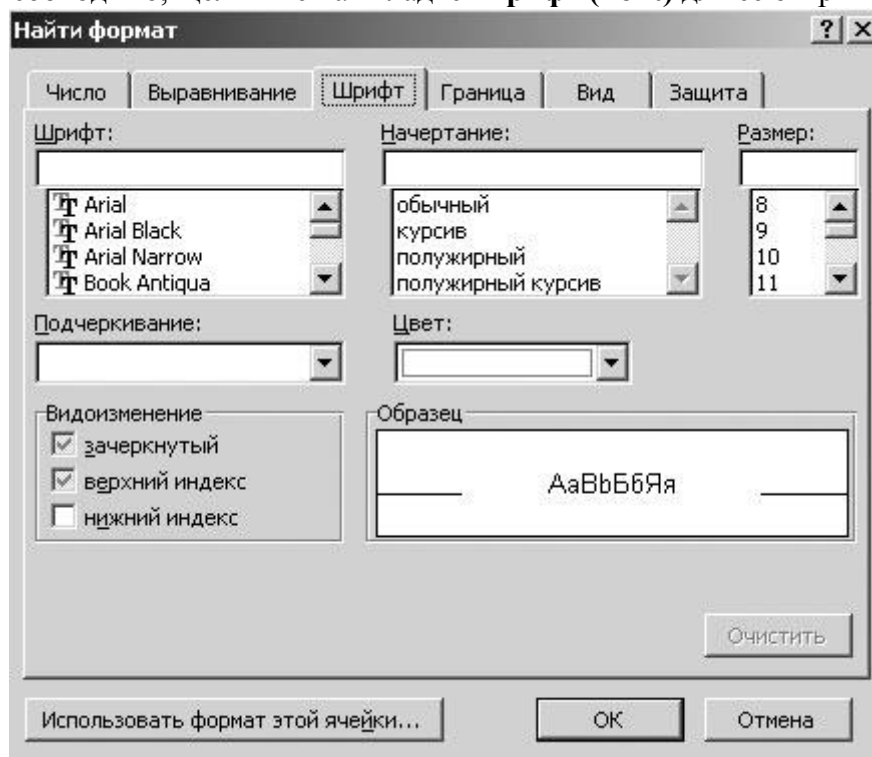 Найти формат
Число Выравнивание Шрифт Граница Вид Защита
Шрифт: Начертание: Размер:
Arial обычный 8
Arial Black курсив 9
Arial Narrow полужирный 10
Book Antiqua полужирный курсив 11
Подчеркивание: Цвет:
Видоизменение Образец
зачеркнутый
верхний индекс АаBbБбЯя
нижний индекс
Очистить
Использовать формат этой ячейки... ОК Отмена